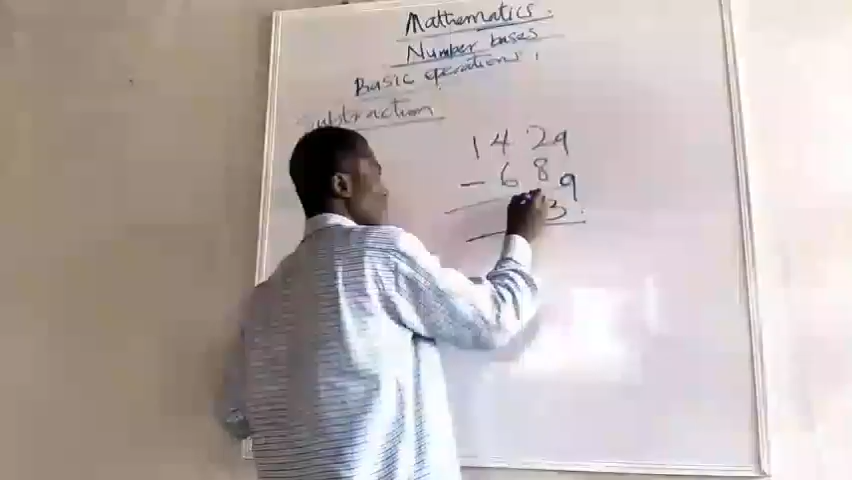 Mathematics.
Number bases
Basic operations,
Subtraction
1 4 2 9
- 6 8 9
3